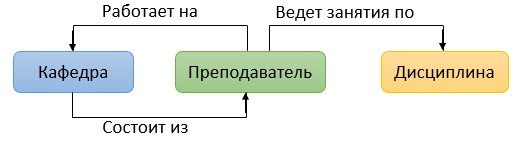 Работает на
Ведет занятия по
Кафедра
Преподаватель
Дисциплина
Состоит из